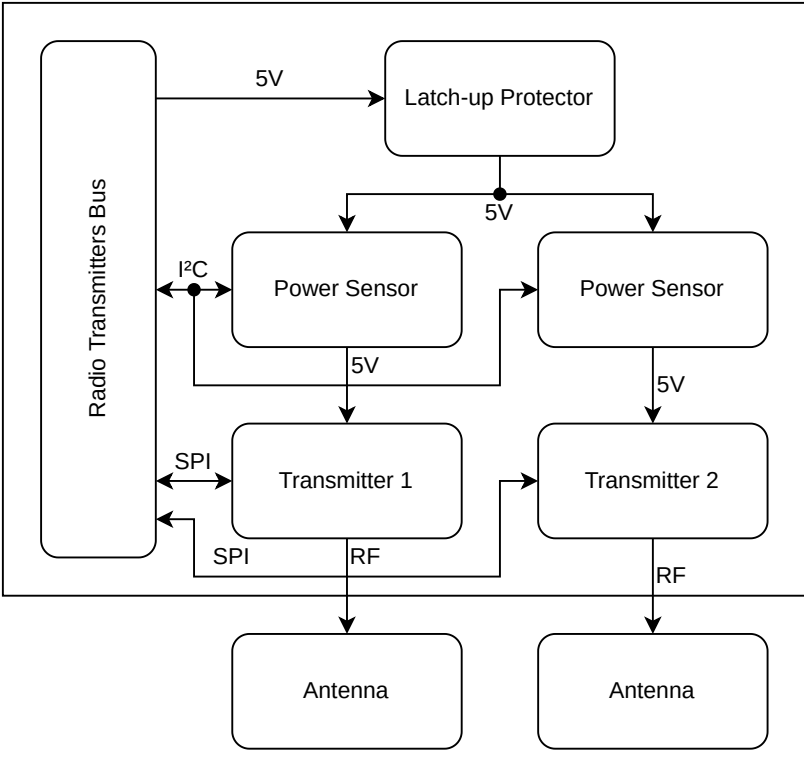 5V
Latch-up Protector
Radio Transmitters Bus
5V
I²C
Power Sensor
Power Sensor
5V
5V
SPI
Transmitter 1
Transmitter 2
SPI
RF
RF
Antenna
Antenna